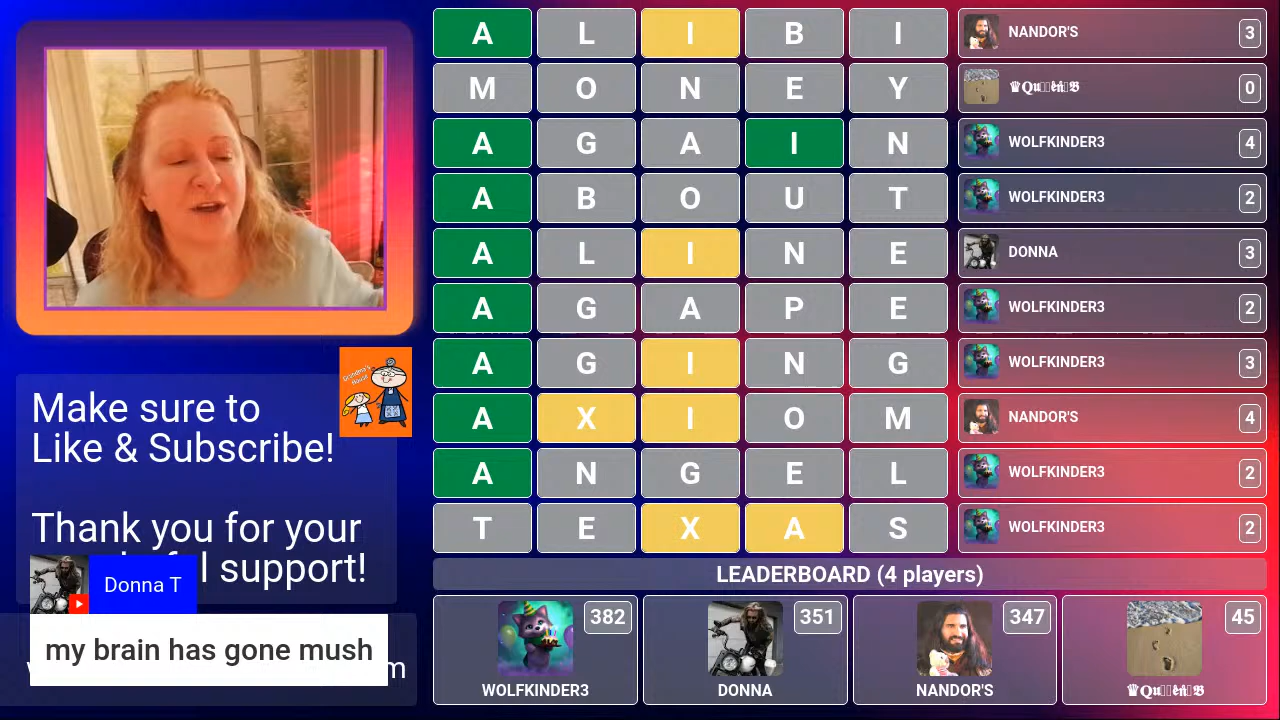 A L I B I NANDOR'S 3
M O N E Y 0
A G A I N WOLFKINDER3 4
A B O U T WOLFKINDER3 2
A L I N E DONNA 3
A G A P E WOLFKINDER3 2
A G I N G WOLFKINDER3 3
A X I O M NANDOR'S 4
A N G E L WOLFKINDER3 2
T E X A S WOLFKINDER3 2
LEADERBOARD (4 players)
382 351 347 45
WOLFKINDER3 DONNA NANDOR'S
Grandma's
House
Make sure to
Like & Subscribe!
Thank you for your
support!
Donna T
my brain has gone mush